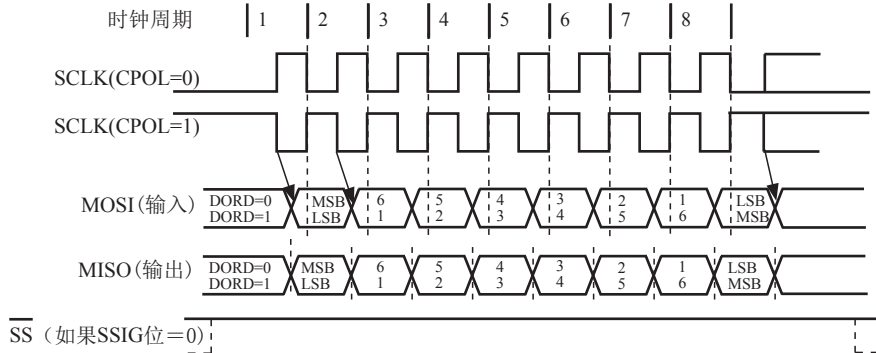 时钟周期 1 2 3 4 5 6 7 8
SCLK(CPOL=0)
SCLK(CPOL=1)
MOSI(输入) DORD=0 MSB 6 5 4 3 2 1 LSB
DORD=1 LSB 1 2 3 4 5 6 MSB
MISO(输出) DORD=0 MSB 6 5 4 3 2 1 LSB
DORD=1 LSB 1 2 3 4 5 6 MSB
SS（如果SSIG位＝0)